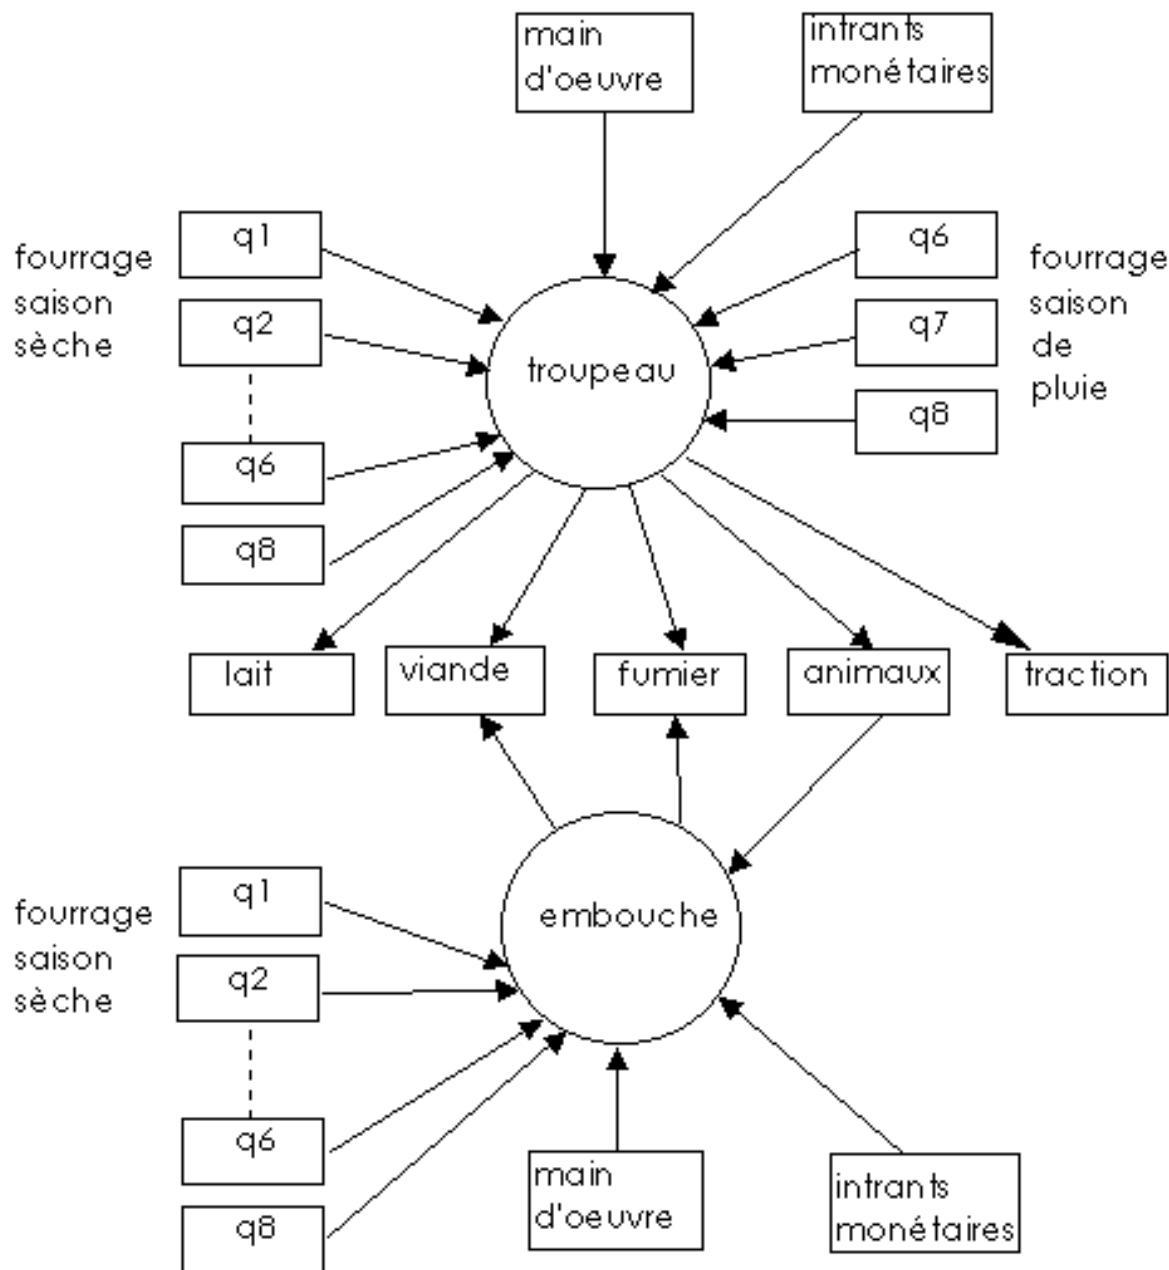 main
d'oeuvre
intrants
monétaires
fourrage
saison
sèche
q1
q2
q6
q8
troupeau
q6
q7
q8
fourrage
saison
de
pluie
lait
viande
fumier
animaux
traction
fourrage
saison
sèche
q1
q2
q6
q8
embouche
main
d'oeuvre
intrants
monétaires